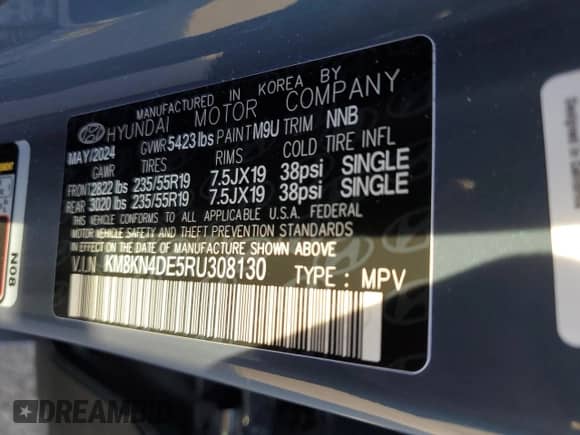 MANUFACTURED IN KOREA BY
HYUNDAI MOTOR COMPANY
MAY/2024 GVWR 5423 lbs PAINT M9U TRIM NNB
GAWR TIRES RIMS COLD TIRE INFL
FRONT 2822 lbs 235/55R19 7.5JX19 38psi SINGLE
REAR 3020 lbs 235/55R19 7.5JX19 38psi SINGLE
THIS VEHICLE CONFORMS TO ALL APPLICABLE U.S.A. FEDERAL
MOTOR VEHICLE SAFETY AND THEFT PREVENTION STANDARDS
IN EFFECT ON THE DATE OF MANUFACTURE SHOWN ABOVE
V.I.N KM8KN4DE5RU308130 TYPE : MPV
N08
DREAMBID